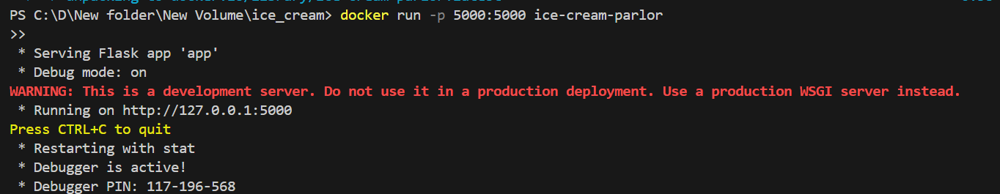 PS C:\D\New folder\New Volume\ice_cream> docker run -p 5000:5000 ice-cream-parlor
>>
 * Serving Flask app 'app'
 * Debug mode: on
WARNING: This is a development server. Do not use it in a production deployment. Use a production WSGI server instead.
 * Running on http://127.0.0.1:5000
Press CTRL+C to quit
 * Restarting with stat
 * Debugger is active!
 * Debugger PIN: 117-196-568